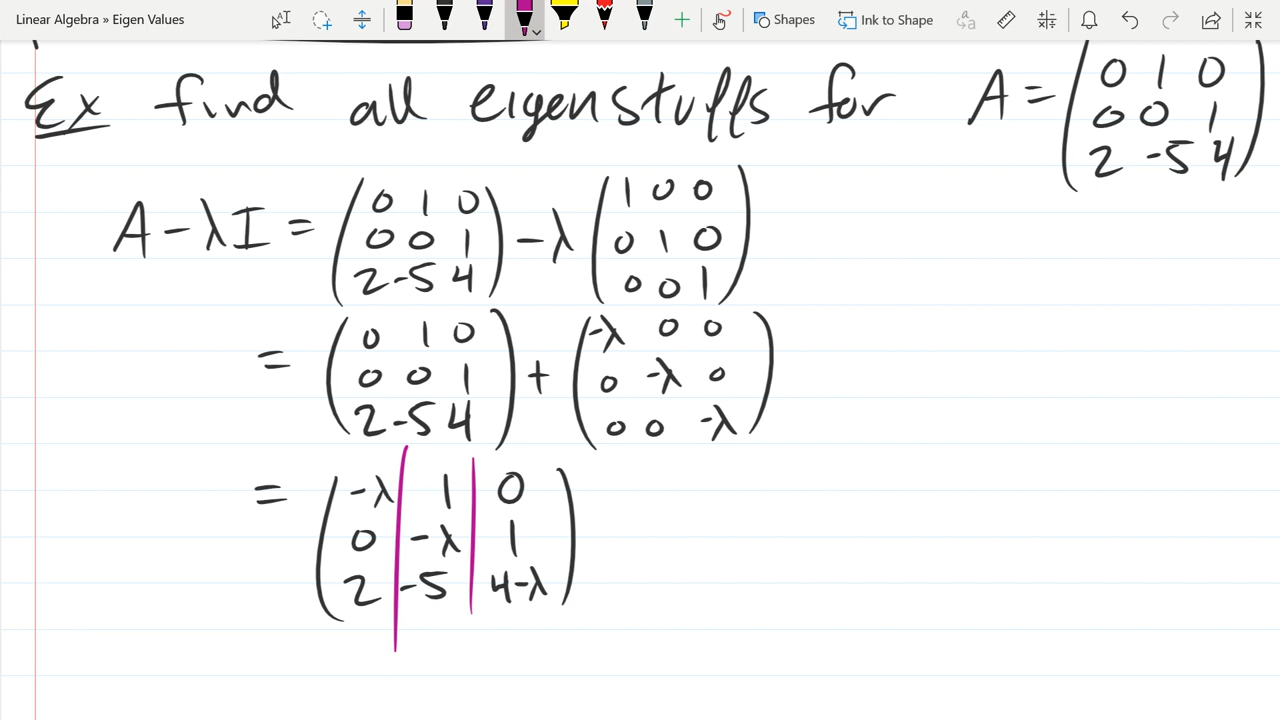 Linear Algebra » Eigen Values Shapes Ink to Shape
Ex find all eigenstuffs for A = (0 1 0
0 0 1
2 -5 4)
A - λI = (0 1 0
0 0 1
2 -5 4) - λ (1 0 0
0 1 0
0 0 1)
= (0 1 0
0 0 1
2 -5 4) + (-λ 0 0
0 -λ 0
0 0 -λ)
= (-λ 1 0
0 -λ 1
2 -5 4-λ)